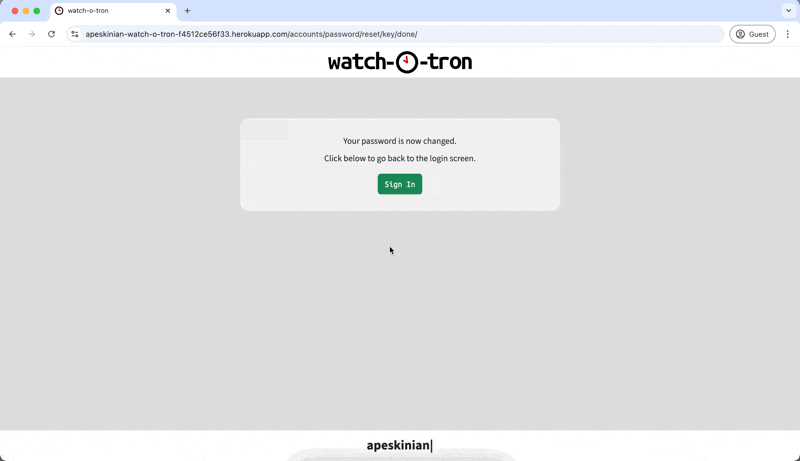 watch-o-tron
apeskinian-watch-o-tron-f4512ce56f33.herokuapp.com/accounts/password/reset/key/done/
Guest
watch- -tron
Your password is now changed.
Click below to go back to the login screen.
Sign In
apeskinian|